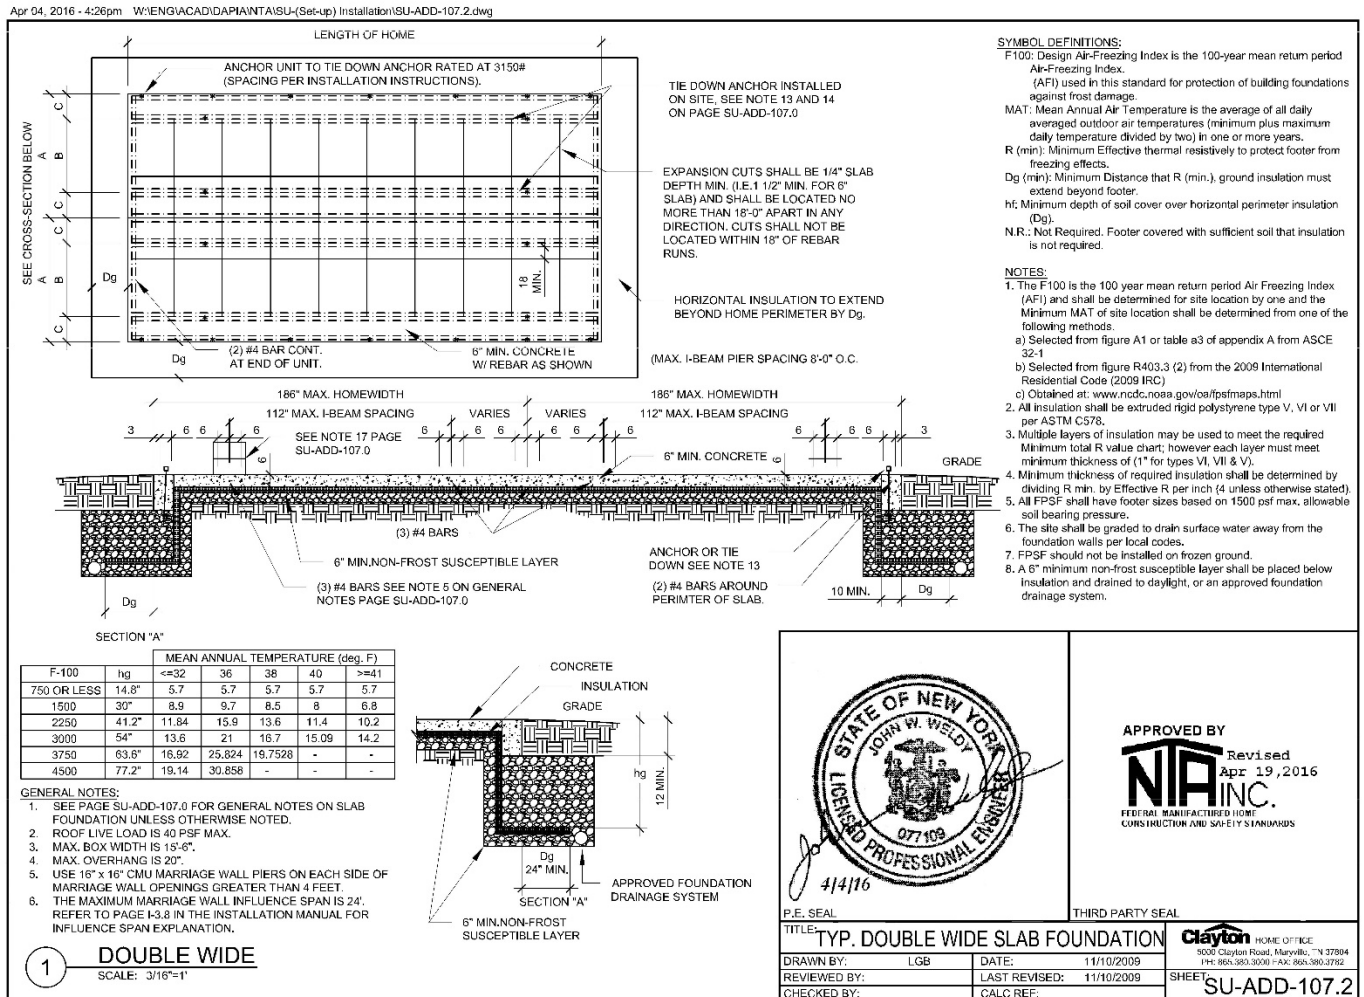 Apr 04, 2016 - 4:26pm W:\ENG\ACAD\DAPIA\NTA\SU-(Set-up) Installation\SU-ADD-107.2.dwg
LENGTH OF HOME
ANCHOR UNIT TO TIE DOWN ANCHOR RATED AT 3150#
(SPACING PER INSTALLATION INSTRUCTIONS).
TIE DOWN ANCHOR INSTALLED
ON SITE, SEE NOTE 13 AND 14
ON PAGE SU-ADD-107.0
EXPANSION CUTS SHALL BE 1/4" SLAB
DEPTH MIN. (I.E.1 1/2" MIN. FOR 6"
SLAB) AND SHALL BE LOCATED NO
MORE THAN 18'-0" APART IN ANY
DIRECTION. CUTS SHALL NOT BE
LOCATED WITHIN 18" OF REBAR
RUNS.
HORIZONTAL INSULATION TO EXTEND
BEYOND HOME PERIMETER BY Dg.
(MAX. I-BEAM PIER SPACING 8'-0" O.C.
SEE CROSS-SECTION BELOW
A A
C B C C B C
Dg
Dg
18
MIN.
(2) #4 BAR CONT.
AT END OF UNIT.
6" MIN. CONCRETE
W/ REBAR AS SHOWN
186" MAX. HOMEWIDTH 186" MAX. HOMEWIDTH
112" MAX. I-BEAM SPACING VARIES VARIES 112" MAX. I-BEAM SPACING
3 6 6 6 6 6 6 6 6 6 6 3
SEE NOTE 17 PAGE
SU-ADD-107.0
6
6" MIN. CONCRETE
6
GRADE
(3) #4 BARS
6" MIN.NON-FROST SUSCEPTIBLE LAYER
(3) #4 BARS SEE NOTE 5 ON GENERAL
NOTES PAGE SU-ADD-107.0
ANCHOR OR TIE
DOWN SEE NOTE 13
(2) #4 BARS AROUND
PERIMTER OF SLAB.
10 MIN.
Dg
Dg
SECTION "A"
MEAN ANNUAL TEMPERATURE (deg. F)
F-100 hg <=32 36 38 40 >=41
750 OR LESS 14.8" 5.7 5.7 5.7 5.7 5.7
1500 30" 8.9 9.7 8.5 8 6.8
2250 41.2" 11.84 15.9 13.6 11.4 10.2
3000 54" 13.6 21 16.7 15.09 14.2
3750 63.6" 16.92 25.824 19.7528 - -
4500 77.2" 19.14 30.858 - - -
GENERAL NOTES:
1. SEE PAGE SU-ADD-107.0 FOR GENERAL NOTES ON SLAB
FOUNDATION UNLESS OTHERWISE NOTED.
2. ROOF LIVE LOAD IS 40 PSF MAX.
3. MAX. BOX WIDTH IS 15'-6".
4. MAX. OVERHANG IS 20".
5. USE 16" x 16" CMU MARRIAGE WALL PIERS ON EACH SIDE OF
MARRIAGE WALL OPENINGS GREATER THAN 4 FEET.
6. THE MAXIMUM MARRIAGE WALL INFLUENCE SPAN IS 24'.
REFER TO PAGE I-3.8 IN THE INSTALLATION MANUAL FOR
INFLUENCE SPAN EXPLANATION.
1 DOUBLE WIDE
SCALE: 3/16"=1'
CONCRETE
INSULATION
GRADE
hg
12 MIN.
Dg
24" MIN.
SECTION "A"
APPROVED FOUNDATION
DRAINAGE SYSTEM
6" MIN.NON-FROST
SUSCEPTIBLE LAYER
SYMBOL DEFINITIONS:
F100: Design Air-Freezing Index is the 100-year mean return period
Air-Freezing Index.
(AFI) used in this standard for protection of building foundations
against frost damage.
MAT: Mean Annual Air Temperature is the average of all daily
averaged outdoor air temperatures (minimum plus maximum
daily temperature divided by two) in one or more years.
R (min): Minimum Effective thermal resistively to protect footer from
freezing effects.
Dg (min): Minimum Distance that R (min.), ground insulation must
extend beyond footer.
hf: Minimum depth of soil cover over horizontal perimeter insulation
(Dg).
N.R.: Not Required. Footer covered with sufficient soil that insulation
is not required.
NOTES:
1. The F100 is the 100 year mean return period Air Freezing Index
(AFI) and shall be determined for site location by one and the
Minimum MAT of site location shall be determined from one of the
following methods.
a) Selected from figure A1 or table a3 of appendix A from ASCE
32-1
b) Selected from figure R403.3 (2) from the 2009 International
Residential Code (2009 IRC)
c) Obtained at: www.ncdc.noaa.gov/oa/fpsfmaps.html
2. All insulation shall be extruded rigid polystyrene type V, VI or VII
per ASTM C578.
3. Multiple layers of insulation may be used to meet the required
Minimum total R value chart; however each layer must meet
minimum thickness of (1" for types VI, VII & V).
4. Minimum thickness of required insulation shall be determined by
dividing R min. by Effective R per inch (4 unless otherwise stated).
5. All FPSF shall have footer sizes based on 1500 psf max. allowable
soil bearing pressure.
6. The site shall be graded to drain surface water away from the
foundation walls per local codes.
7. FPSF should not be installed on frozen ground.
8. A 6" minimum non-frost susceptible layer shall be placed below
insulation and drained to daylight, or an approved foundation
drainage system.
STATE OF NEW YORK
JOHN W. WELDY
077109
LICENSED PROFESSIONAL ENGINEER
4/4/16
P.E. SEAL
APPROVED BY
NTA INC.
Revised
Apr 19,2016
FEDERAL MANUFACTURED HOME
CONSTRUCTION AND SAFETY STANDARDS
THIRD PARTY SEAL
TITLE: TYP. DOUBLE WIDE SLAB FOUNDATION
DRAWN BY: LGB DATE: 11/10/2009
REVIEWED BY: LAST REVISED: 11/10/2009
CHECKED BY: CALC REF:
Clayton HOME OFFICE
5000 Clayton Road, Maryville, TN 37804
PH: 865.380.3000 FAX: 865.380.3782
SHEET: SU-ADD-107.2